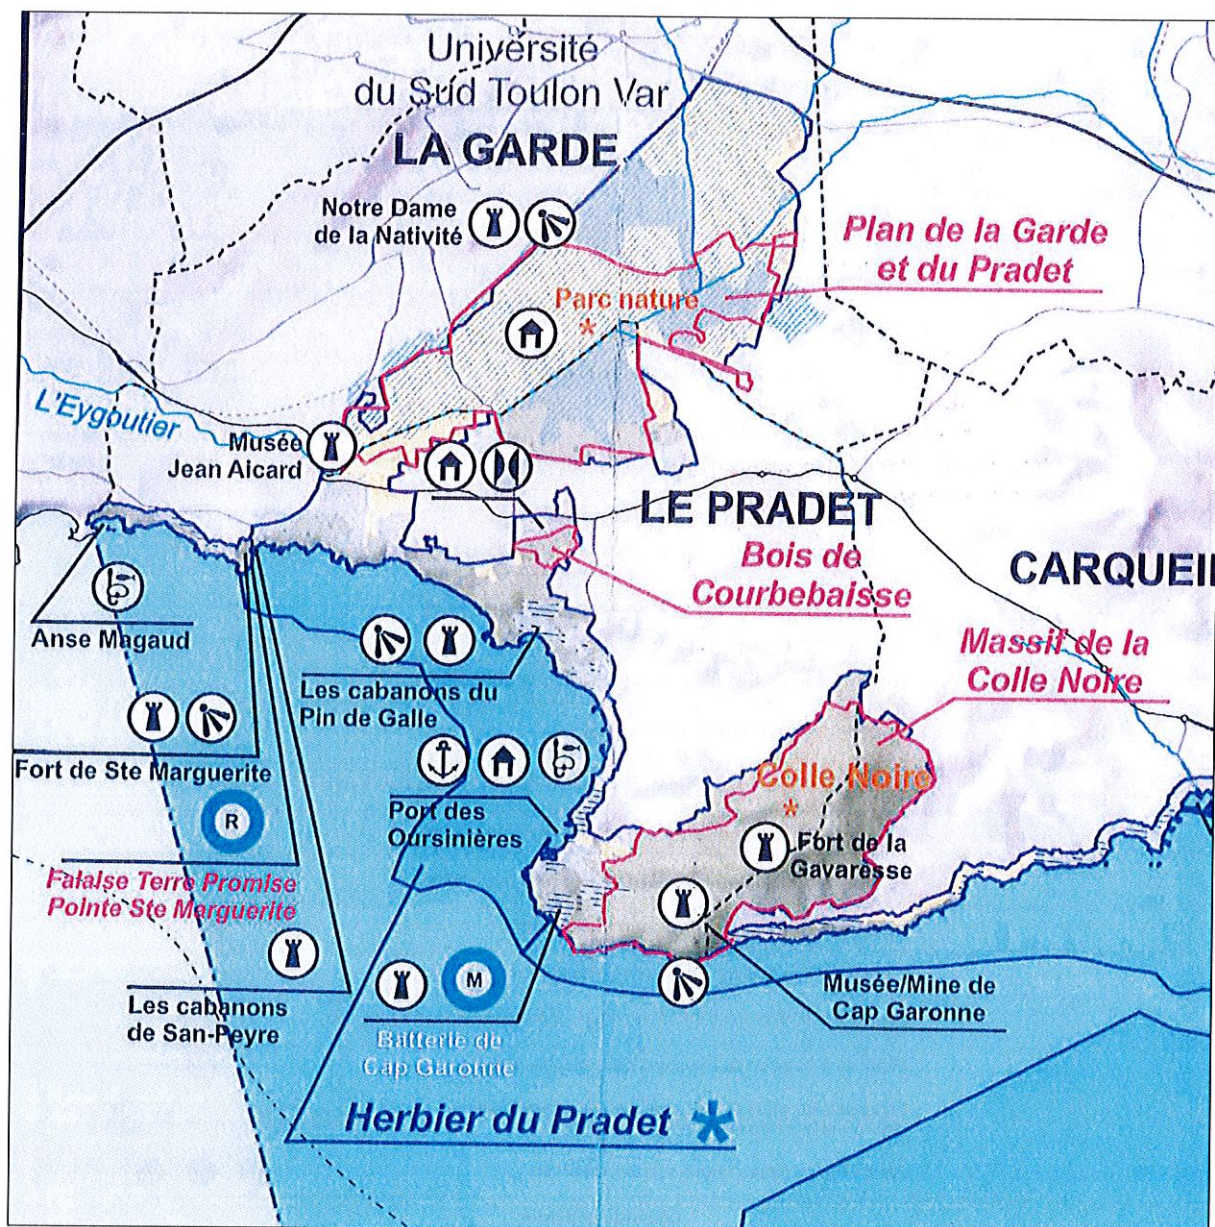 Université
du Sud Toulon Var
LA GARDE
Notre Dame
de la Nativité
Plan de la Garde
et du Pradet
Parc nature
L'Eygoutier
Musée
Jean Aicard
LE PRADET
Bois de
Courbebaisse
CARQUEI
Anse Magaud
Massif de la
Colle Noire
Les cabanons du
Pin de Galle
Fort de Ste Marguerite
R
Port des
Oursinières
Colle Noire
Fort de la
Gavaresse
Falaise Terre Promise
Pointe Ste Marguerite
Les cabanons
de San-Peyre
M
Batterie de
Cap Garonne
Musée/Mine de
Cap Garonne
Herbier du Pradet *